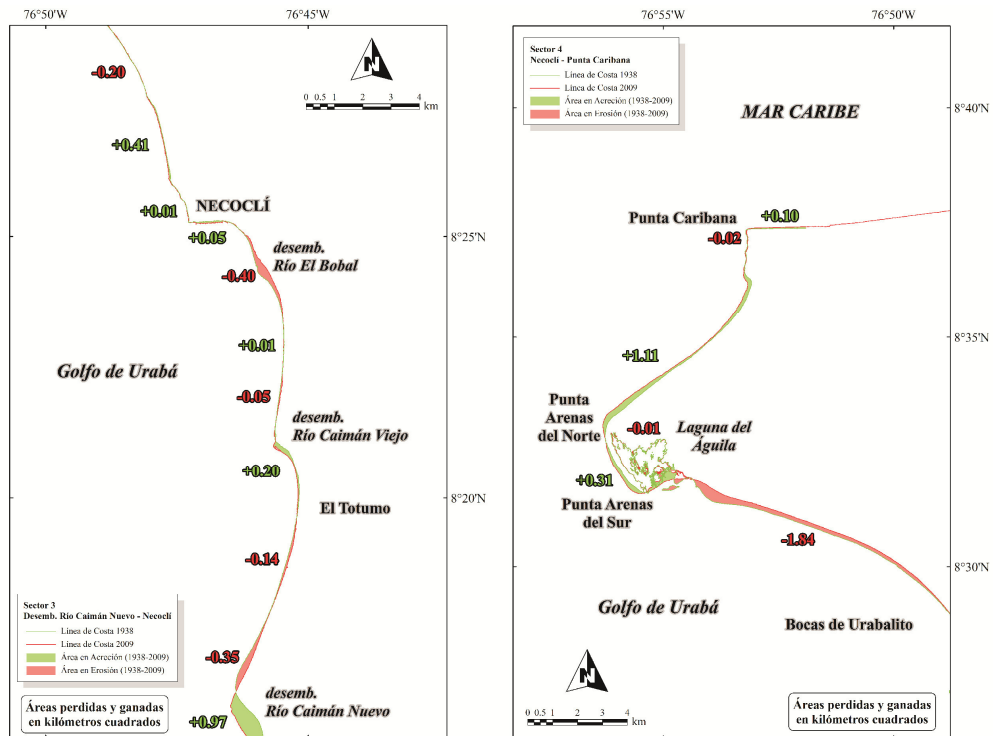 76°50'W
76°45'W
-0.20
N
0 0.5 1 2 3 4
km
+0.41
+0.01
NECOCLÍ
+0.05
8°25'N
desemb.
Río El Bobal
-0.40
+0.01
Golfo de Urabá
-0.05
desemb.
Río Caimán Viejo
+0.20
8°20'N
El Totumo
-0.14
Sector 3
Desemb. Río Caimán Nuevo - Necoclí
Línea de Costa 1938
Línea de Costa 2009
Área en Acreción (1938-2009)
Área en Erosión (1938-2009)
-0.35
desemb.
Río Caimán Nuevo
+0.97
Áreas perdidas y ganadas
en kilómetros cuadrados
76°55'W
76°50'W
Sector 4
Necoclí - Punta Caribana
Línea de Costa 1938
Línea de Costa 2009
Área en Acreción (1938-2009)
Área en Erosión (1938-2009)
MAR CARIBE
8°40'N
Punta Caribana
+0.10
-0.02
8°35'N
+1.11
Punta
Arenas
del Norte
-0.01
Laguna del
Águila
+0.31
Punta Arenas
del Sur
-1.84
8°30'N
Golfo de Urabá
Bocas de Urabalito
N
0 0.5 1 2 3 4
km
Áreas perdidas y ganadas
en kilómetros cuadrados